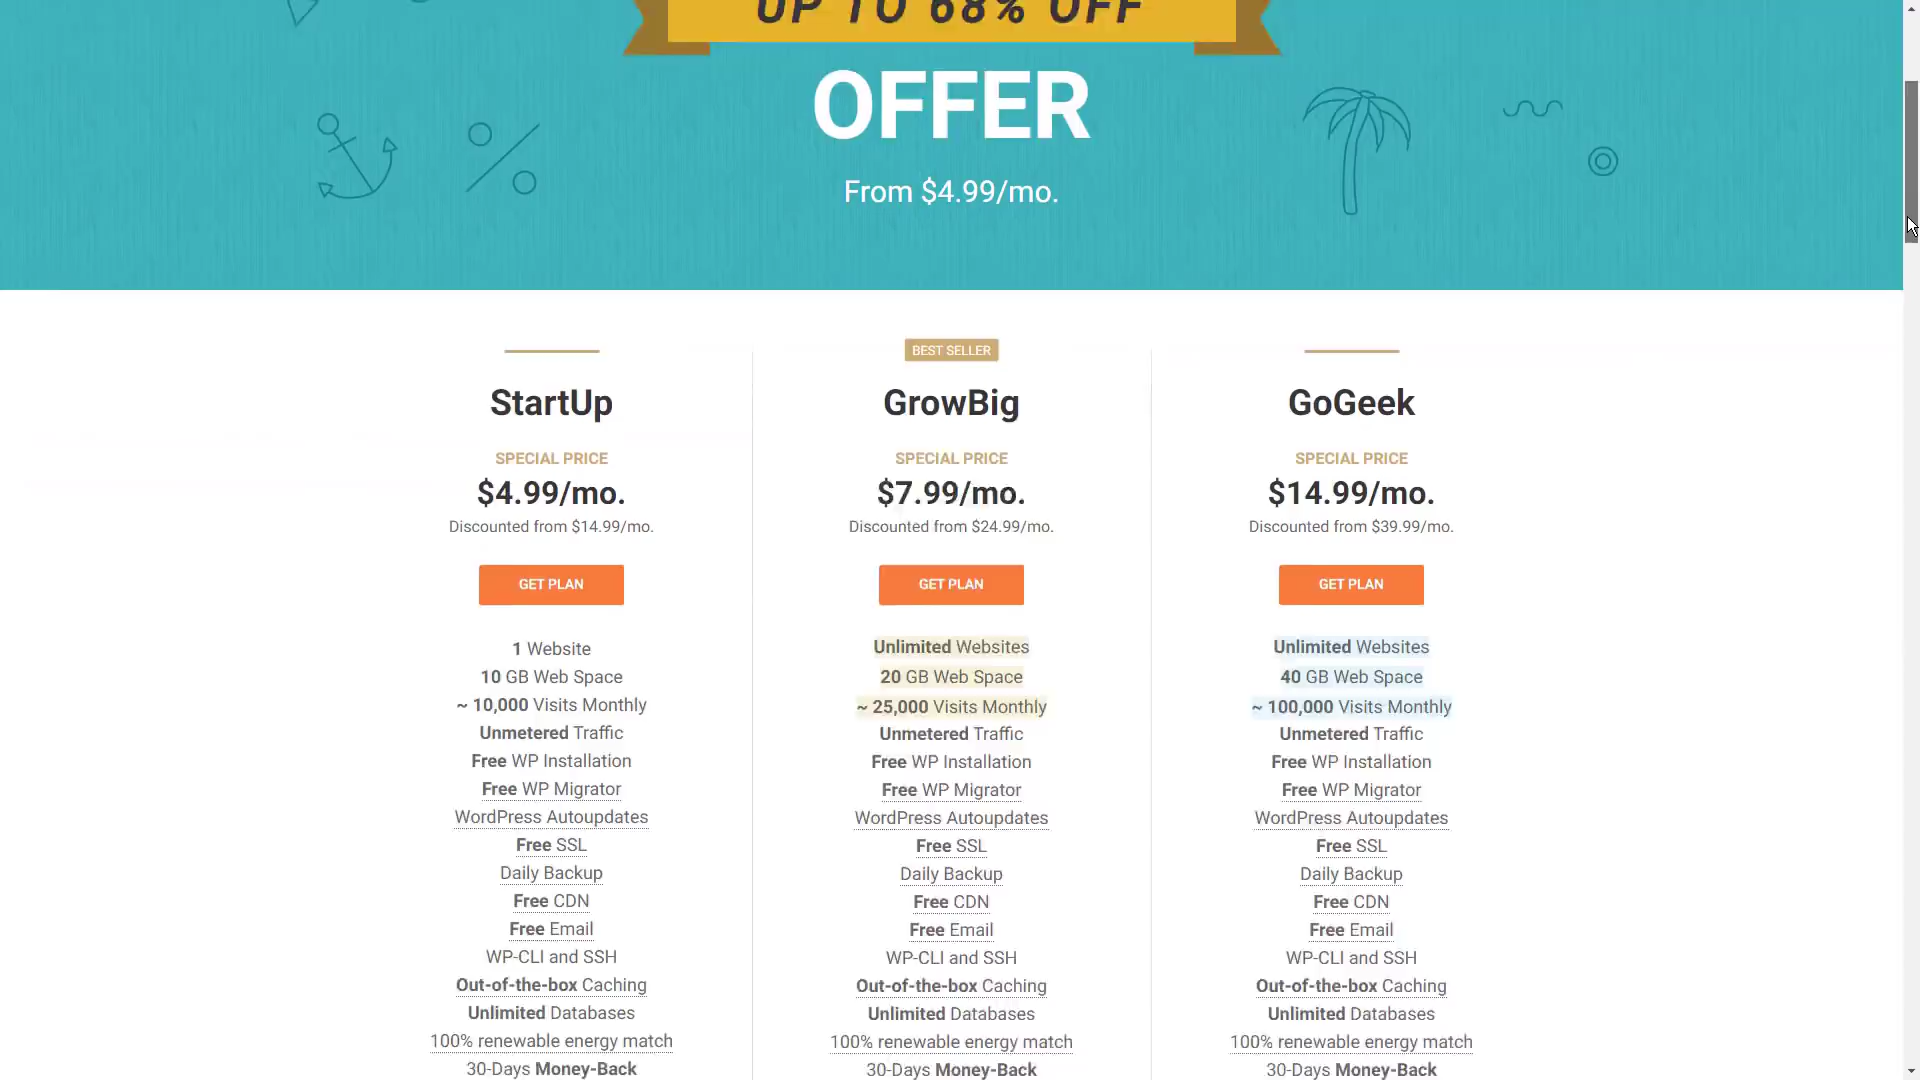 UP TO 68% OFF
OFFER
From $4.99/mo.
StartUp
SPECIAL PRICE
$4.99/mo.
Discounted from $14.99/mo.
GET PLAN
1 Website
10 GB Web Space
~ 10,000 Visits Monthly
Unmetered Traffic
Free WP Installation
Free WP Migrator
WordPress Autoupdates
Free SSL
Daily Backup
Free CDN
Free Email
WP-CLI and SSH
Out-of-the-box Caching
Unlimited Databases
100% renewable energy match
30-Days Money-Back
BEST SELLER
GrowBig
SPECIAL PRICE
$7.99/mo.
Discounted from $24.99/mo.
GET PLAN
Unlimited Websites
20 GB Web Space
~ 25,000 Visits Monthly
Unmetered Traffic
Free WP Installation
Free WP Migrator
WordPress Autoupdates
Free SSL
Daily Backup
Free CDN
Free Email
WP-CLI and SSH
Out-of-the-box Caching
Unlimited Databases
100% renewable energy match
30-Days Money-Back
GoGeek
SPECIAL PRICE
$14.99/mo.
Discounted from $39.99/mo.
GET PLAN
Unlimited Websites
40 GB Web Space
~ 100,000 Visits Monthly
Unmetered Traffic
Free WP Installation
Free WP Migrator
WordPress Autoupdates
Free SSL
Daily Backup
Free CDN
Free Email
WP-CLI and SSH
Out-of-the-box Caching
Unlimited Databases
100% renewable energy match
30-Days Money-Back